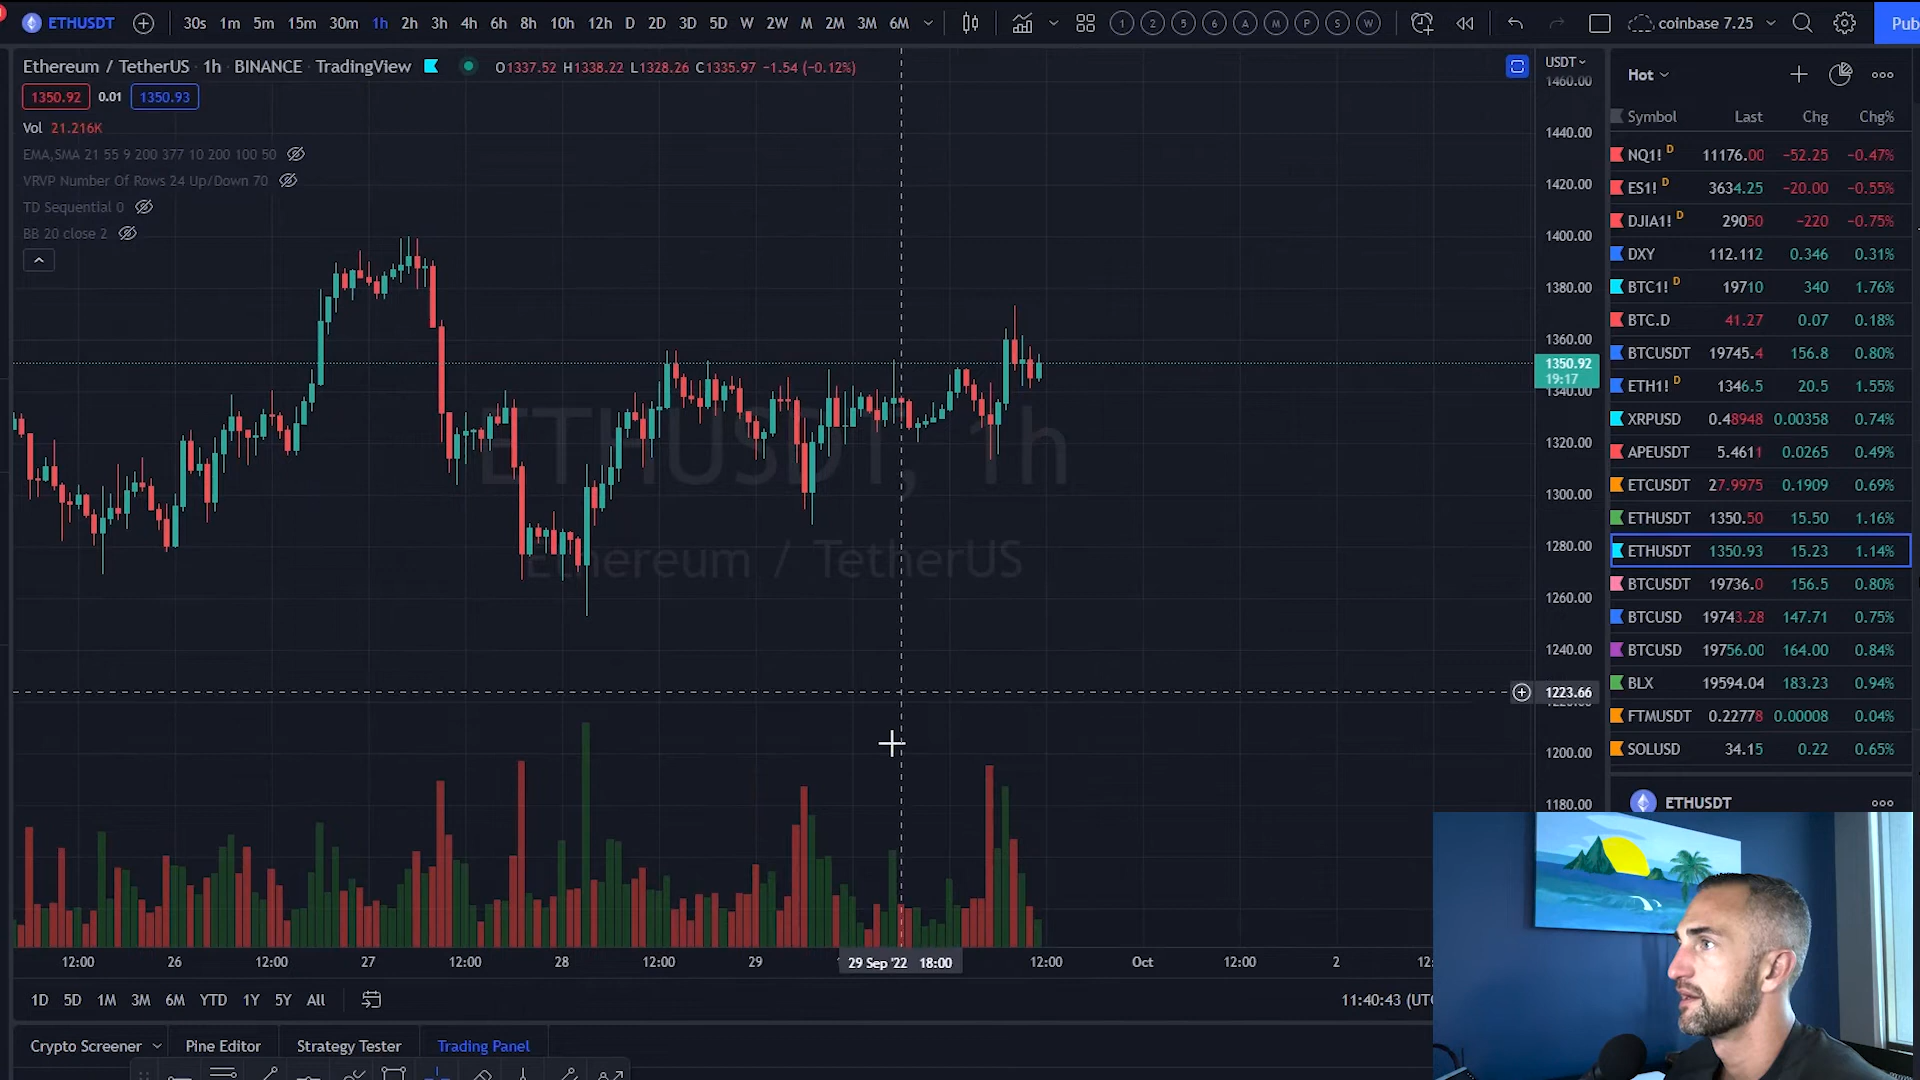 ETHUSDT 30s 1m 5m 15m 30m 1h 2h 3h 4h 6h 8h 10h 12h D 2D 3D 5D W 2W M 2M 3M 6M 1 2 5 6 A M P S W coinbase 7.25 Pub
Ethereum / TetherUS · 1h · BINANCE · TradingView O1337.52 H1338.22 L1328.26 C1335.97 −1.54 (−0.12%)
1350.92 0.01 1350.93
Vol 21.216K
EMA,SMA 21 55 9 200 377 10 200 100 50
VRVP Number Of Rows 24 Up/Down 70
TD Sequential 0
BB 20 close 2
ETHUSDT, 1h
Ethereum / TetherUS
USDT
1460.00
1440.00
1420.00
1400.00
1380.00
1360.00
1350.92
19:17
1340.00
1320.00
1300.00
1280.00
1260.00
1240.00
1223.66
1200.00
1180.00
12:00 26 12:00 27 12:00 28 12:00 29 29 Sep '22 18:00 12:00 Oct 12:00 2
1D 5D 1M 3M 6M YTD 1Y 5Y All 11:40:43 (UTC
Crypto Screener Pine Editor Strategy Tester Trading Panel
Hot
Symbol Last Chg Chg%
NQ1! D 11176.00 −52.25 −0.47%
ES1! D 3634.25 −20.00 −0.55%
DJIA1! D 29050 −220 −0.75%
DXY 112.112 0.346 0.31%
BTC1! D 19710 340 1.76%
BTC.D 41.27 0.07 0.18%
BTCUSDT 19745.4 156.8 0.80%
ETH1! D 1346.5 20.5 1.55%
XRPUSD 0.48948 0.00358 0.74%
APEUSDT 5.4611 0.0265 0.49%
ETCUSDT 27.9975 0.1909 0.69%
ETHUSDT 1350.50 15.50 1.16%
ETHUSDT 1350.93 15.23 1.14%
BTCUSDT 19736.0 156.5 0.80%
BTCUSD 19743.28 147.71 0.75%
BTCUSD 19756.00 164.00 0.84%
BLX 19594.04 183.23 0.94%
FTMUSDT 0.22778 0.00008 0.04%
SOLUSD 34.15 0.22 0.65%
ETHUSDT